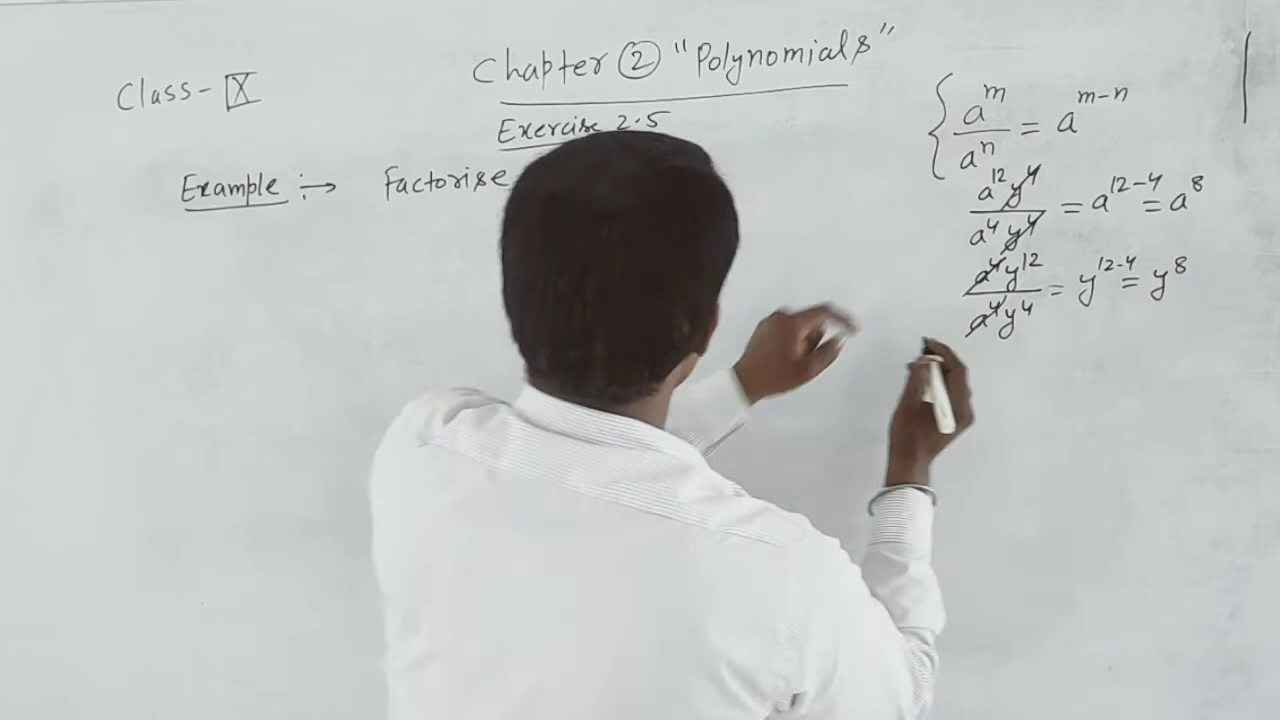 Chapter ② "Polynomials"
Class - X
Exercise 2.5
Example :→ Factorise
a^m / a^n = a^(m-n)
a^12 y^4 / a^4 y^4 = a^(12-4) = a^8
a^4 y^12 / a^4 y^4 = y^(12-4) = y^8